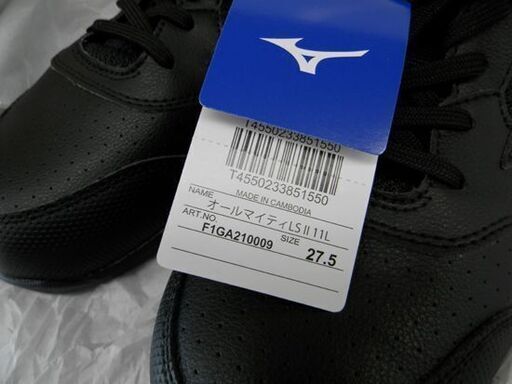 T4550233851550
T4550233851550
MADE IN CAMBODIA
NAME オールマイティLSⅡ11L
ART.NO. F1GA210009 SIZE 27.5